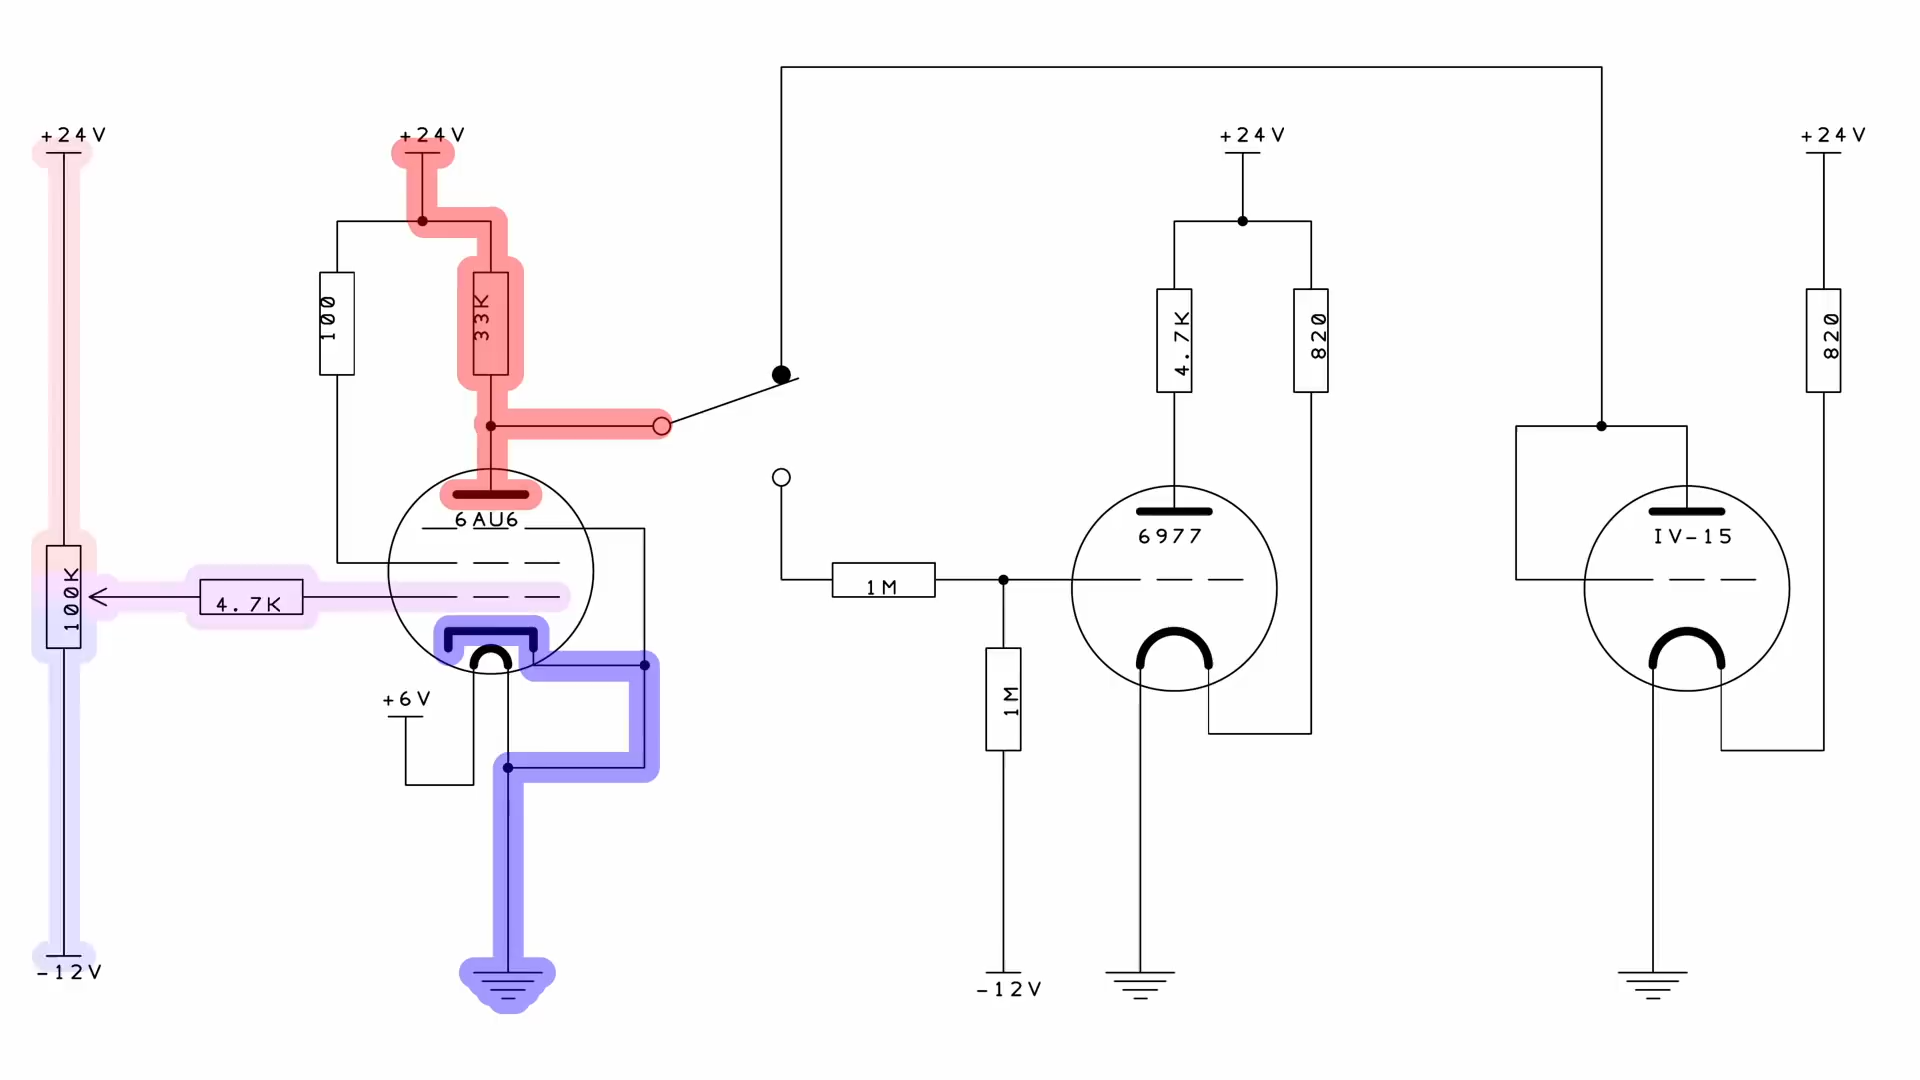 +24V
+24V
+24V
+24V
100
33K
4.7K
820
820
6AU6
6977
IV-15
100K
4.7K
1M
1M
+6V
-12V
-12V